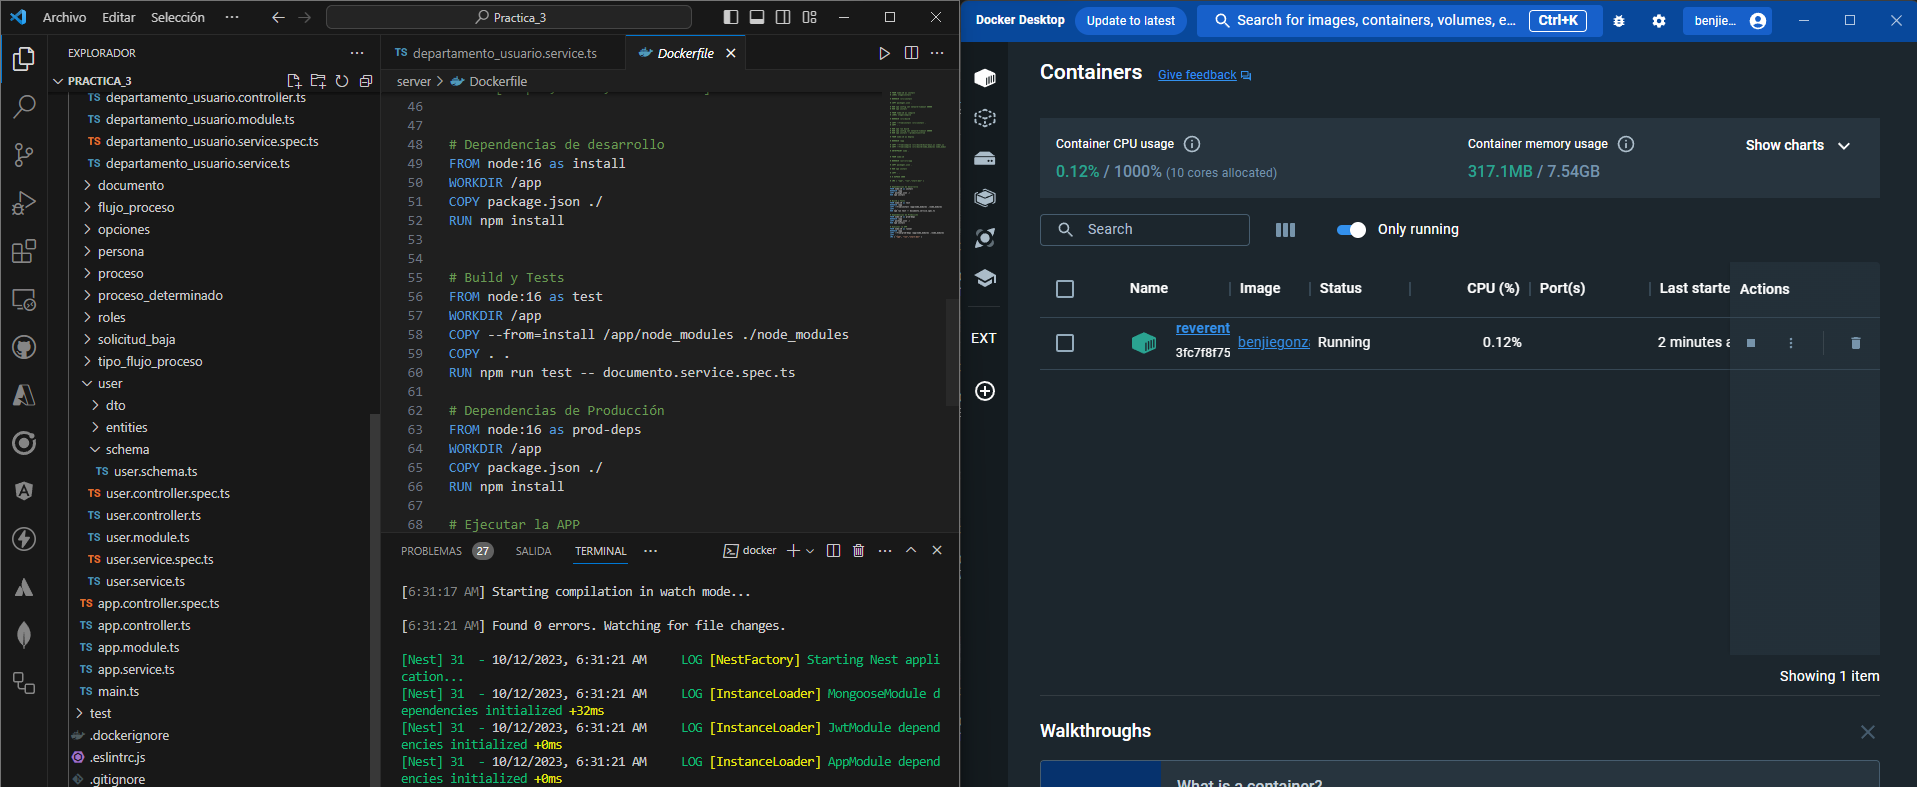 Archivo Editar Selección ··· Practica_3
EXPLORADOR ···
PRACTICA_3
departamento_usuario.controller.ts
TS departamento_usuario.module.ts
TS departamento_usuario.service.spec.ts
TS departamento_usuario.service.ts
documento
flujo_proceso
opciones
persona
proceso
proceso_determinado
roles
solicitud_baja
tipo_flujo_proceso
user
dto
entities
schema
TS user.schema.ts
TS user.controller.spec.ts
TS user.controller.ts
TS user.module.ts
TS user.service.spec.ts
TS user.service.ts
TS app.controller.spec.ts
TS app.controller.ts
TS app.module.ts
TS app.service.ts
TS main.ts
test
.dockerignore
.eslintrc.js
.gitignore
TS departamento_usuario.service.ts Dockerfile
server > Dockerfile
46
47
48 # Dependencias de desarrollo
49 FROM node:16 as install
50 WORKDIR /app
51 COPY package.json ./
52 RUN npm install
53
54
55 # Build y Tests
56 FROM node:16 as test
57 WORKDIR /app
58 COPY --from=install /app/node_modules ./node_modules
59 COPY . .
60 RUN npm run test -- documento.service.spec.ts
61
62 # Dependencias de Producción
63 FROM node:16 as prod-deps
64 WORKDIR /app
65 COPY package.json ./
66 RUN npm install
67
68 # Ejecutar la APP
PROBLEMAS 27 SALIDA TERMINAL ··· docker
[6:31:17 AM] Starting compilation in watch mode...
[6:31:21 AM] Found 0 errors. Watching for file changes.
[Nest] 31 - 10/12/2023, 6:31:21 AM LOG [NestFactory] Starting Nest appli
cation...
[Nest] 31 - 10/12/2023, 6:31:21 AM LOG [InstanceLoader] MongooseModule d
ependencies initialized +32ms
[Nest] 31 - 10/12/2023, 6:31:21 AM LOG [InstanceLoader] JwtModule depend
encies initialized +0ms
[Nest] 31 - 10/12/2023, 6:31:21 AM LOG [InstanceLoader] AppModule depend
encies initialized +0ms
Docker Desktop Update to latest Search for images, containers, volumes, e... Ctrl+K benjie...
EXT
Containers Give feedback
Container CPU usage
0.12% / 1000% (10 cores allocated)
Container memory usage
317.1MB / 7.54GB
Show charts
Search
Only running
Name Image Status CPU (%) Port(s) Last starte Actions
reverent
3fc7f8f75
benjiegonz Running 0.12% 2 minutes a
Showing 1 item
Walkthroughs
What is a container?